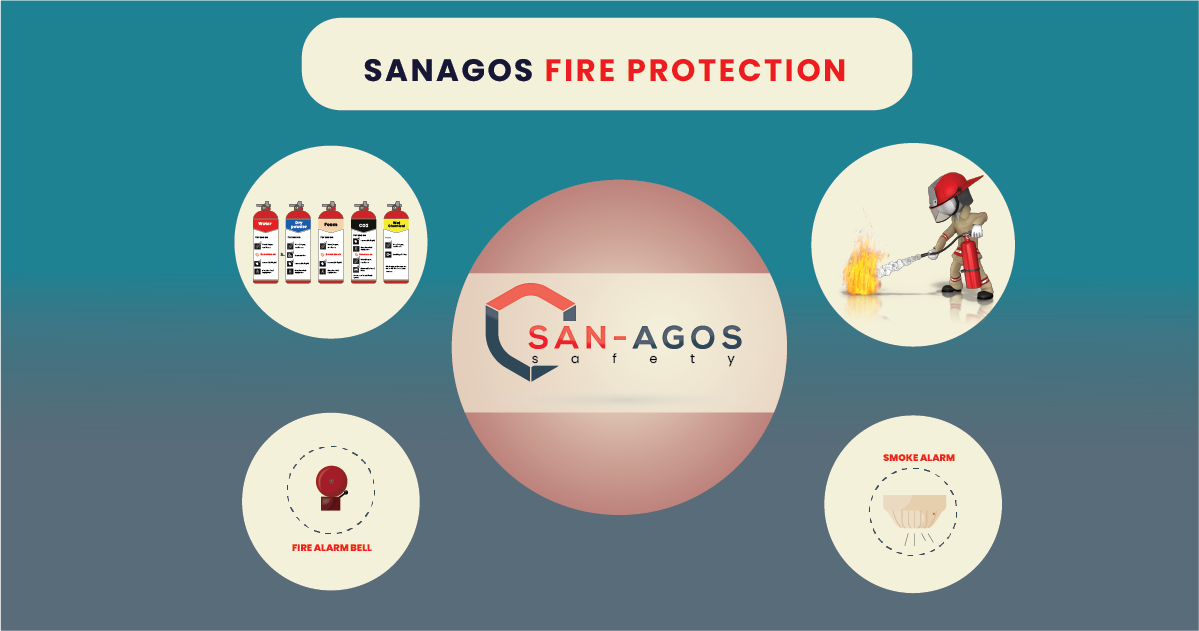 SANAGOS FIRE PROTECTION
Water
Dry
powder
Foam
CO2
Wet
Chemical
SAN-AGOS
safety
FIRE ALARM BELL
SMOKE ALARM